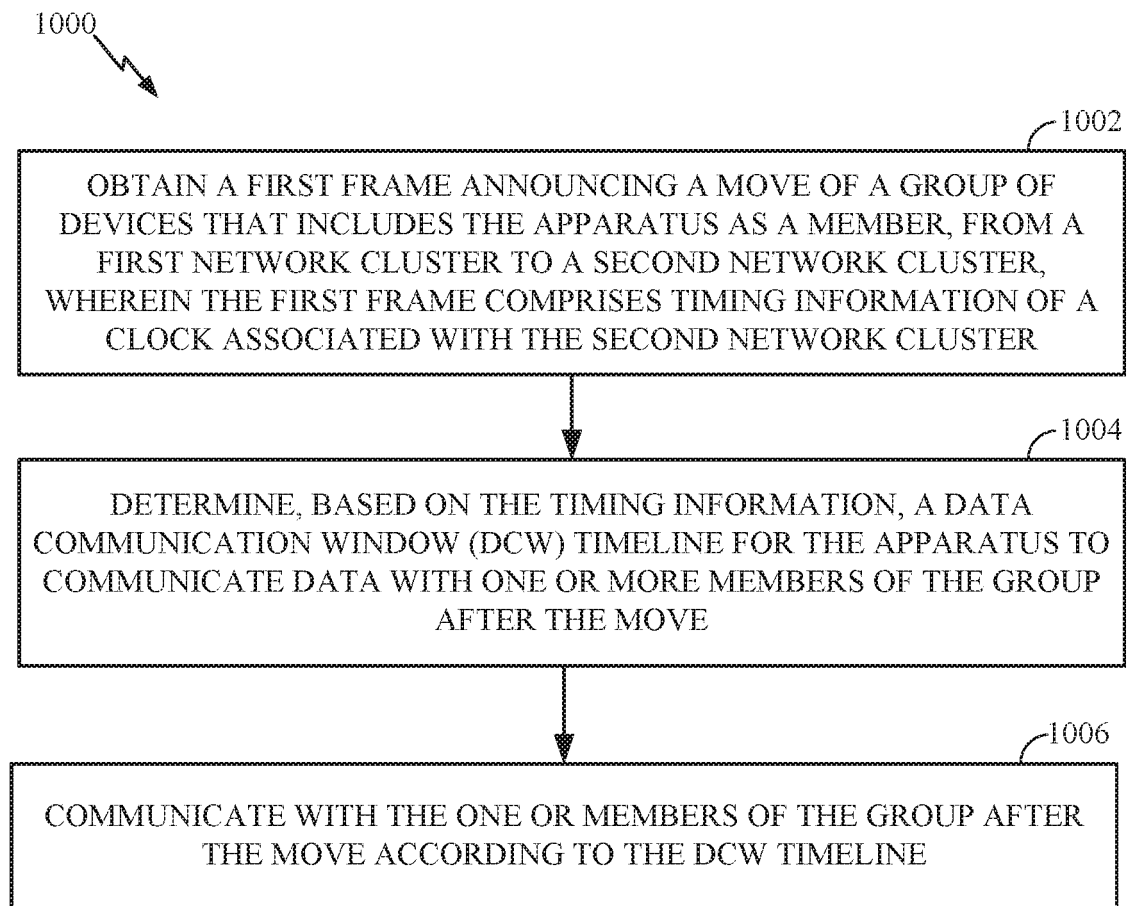 1000
1002
OBTAIN A FIRST FRAME ANNOUNCING A MOVE OF A GROUP OF
DEVICES THAT INCLUDES THE APPARATUS AS A MEMBER, FROM A
FIRST NETWORK CLUSTER TO A SECOND NETWORK CLUSTER,
WHEREIN THE FIRST FRAME COMPRISES TIMING INFORMATION OF A
CLOCK ASSOCIATED WITH THE SECOND NETWORK CLUSTER
1004
DETERMINE, BASED ON THE TIMING INFORMATION, A DATA
COMMUNICATION WINDOW (DCW) TIMELINE FOR THE APPARATUS TO
COMMUNICATE DATA WITH ONE OR MORE MEMBERS OF THE GROUP
AFTER THE MOVE
1006
COMMUNICATE WITH THE ONE OR MEMBERS OF THE GROUP AFTER
THE MOVE ACCORDING TO THE DCW TIMELINE